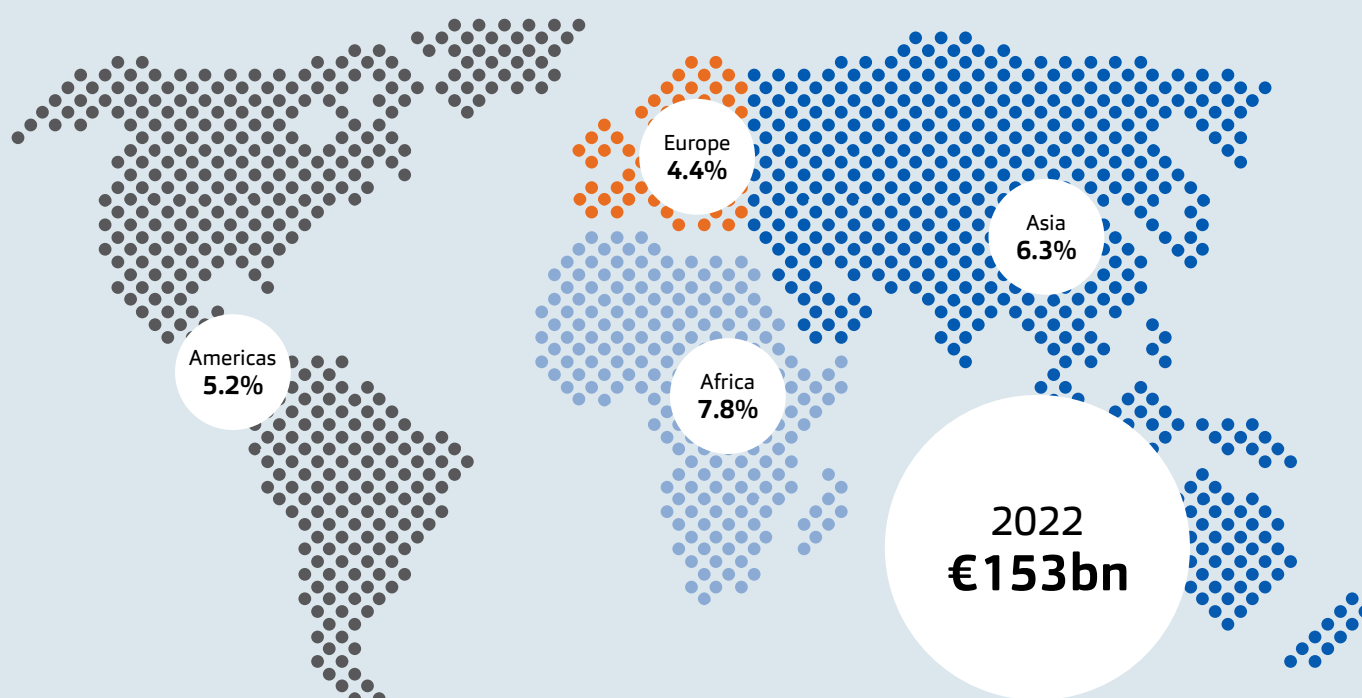 Europe
4.4%
Asia
6.3%
Americas
5.2%
Africa
7.8%
2022
€153bn